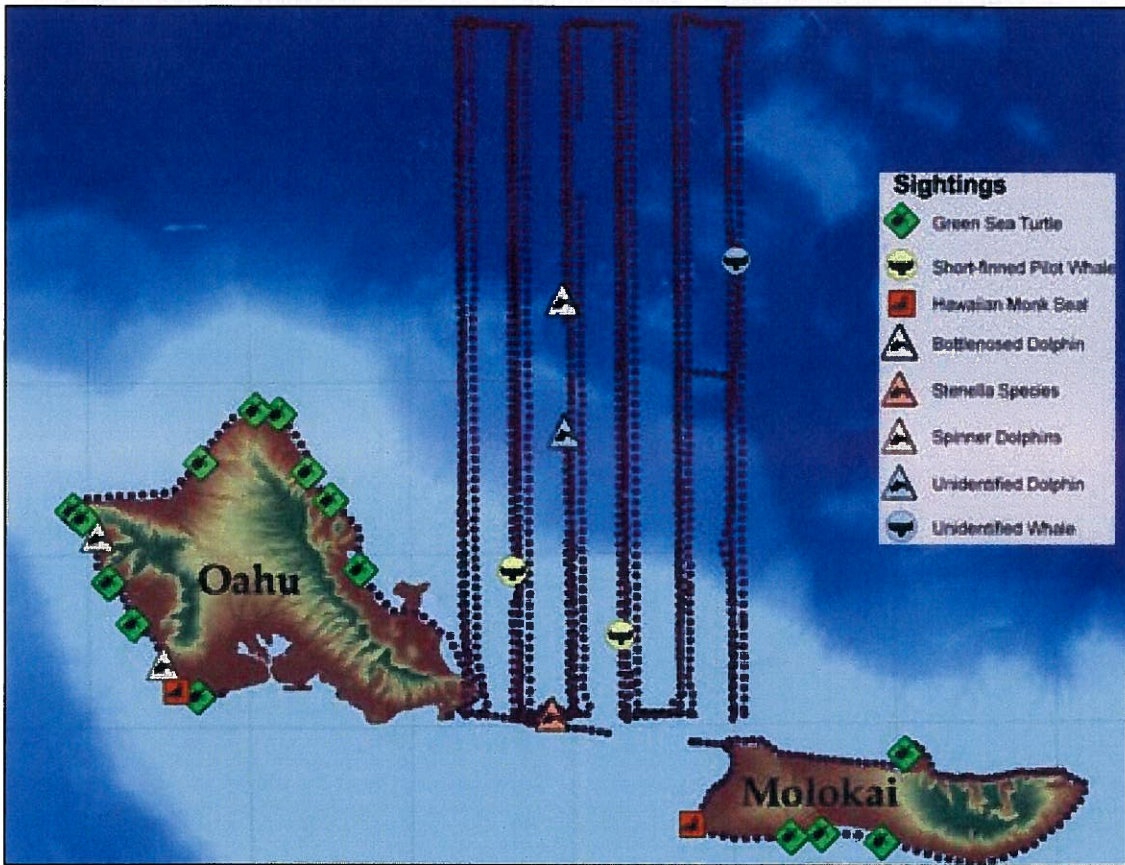 Sightings
Green Sea Turtle
Short-finned Pilot Whale
Hawaiian Monk Seal
Bottlenosed Dolphin
Stenella Species
Spinner Dolphins
Unidentified Dolphin
Unidentified Whale
Oahu
Molokai